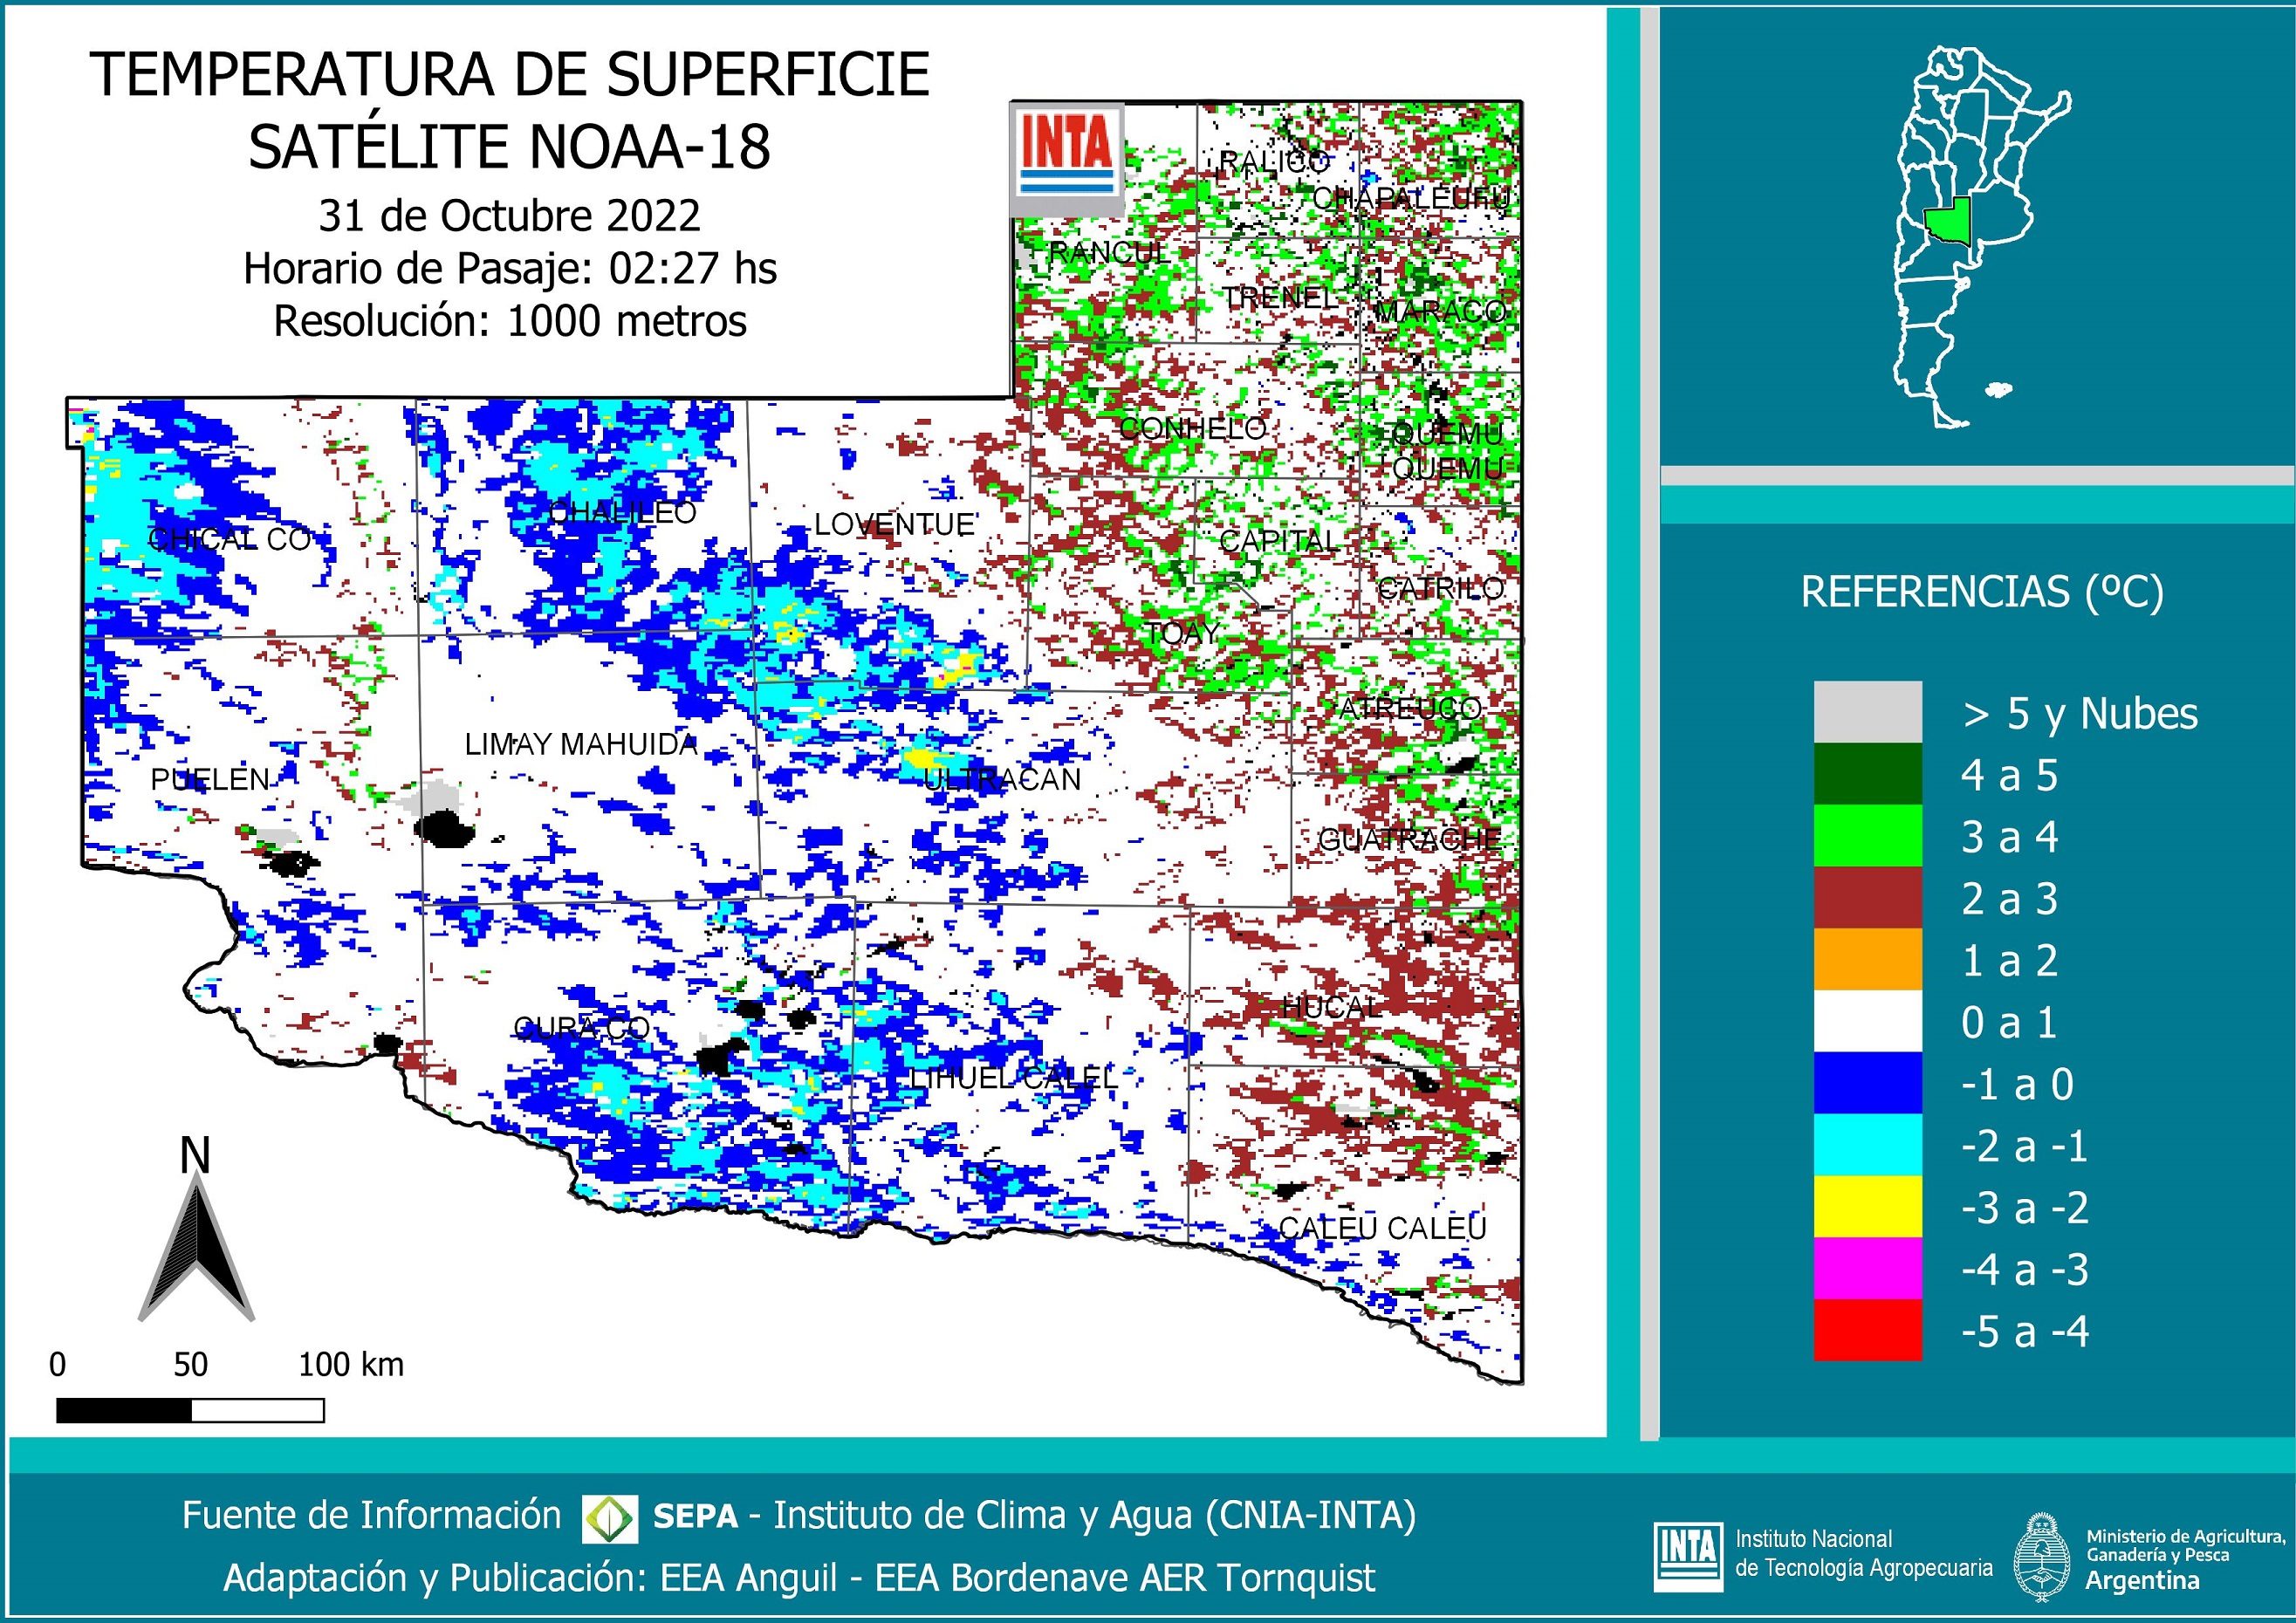 TEMPERATURA DE SUPERFICIE
SATÉLITE NOAA-18
31 de Octubre 2022
Horario de Pasaje: 02:27 hs
Resolución: 1000 metros
INTA
RALICO
CHAPALEUFU
RANCUL
TRENEL
MARACO
CONHELO
QUEMU
QUEMU
CHALILEO
LOVENTUE
CHICAL CO
CAPITAL
CATRILO
TOAY
ATREUCO
LIMAY MAHUIDA
PUELEN
ULTRACAN
GUATRACHE
HUCAL
CURA CO
LIHUEL CALEL
CALEU CALEU
N
0 50 100 km
REFERENCIAS (ºC)
> 5 y Nubes
4 a 5
3 a 4
2 a 3
1 a 2
0 a 1
-1 a 0
-2 a -1
-3 a -2
-4 a -3
-5 a -4
Fuente de Información SEPA - Instituto de Clima y Agua (CNIA-INTA)
Adaptación y Publicación: EEA Anguil - EEA Bordenave AER Tornquist
INTA
Instituto Nacional
de Tecnología Agropecuaria
Ministerio de Agricultura,
Ganadería y Pesca
Argentina